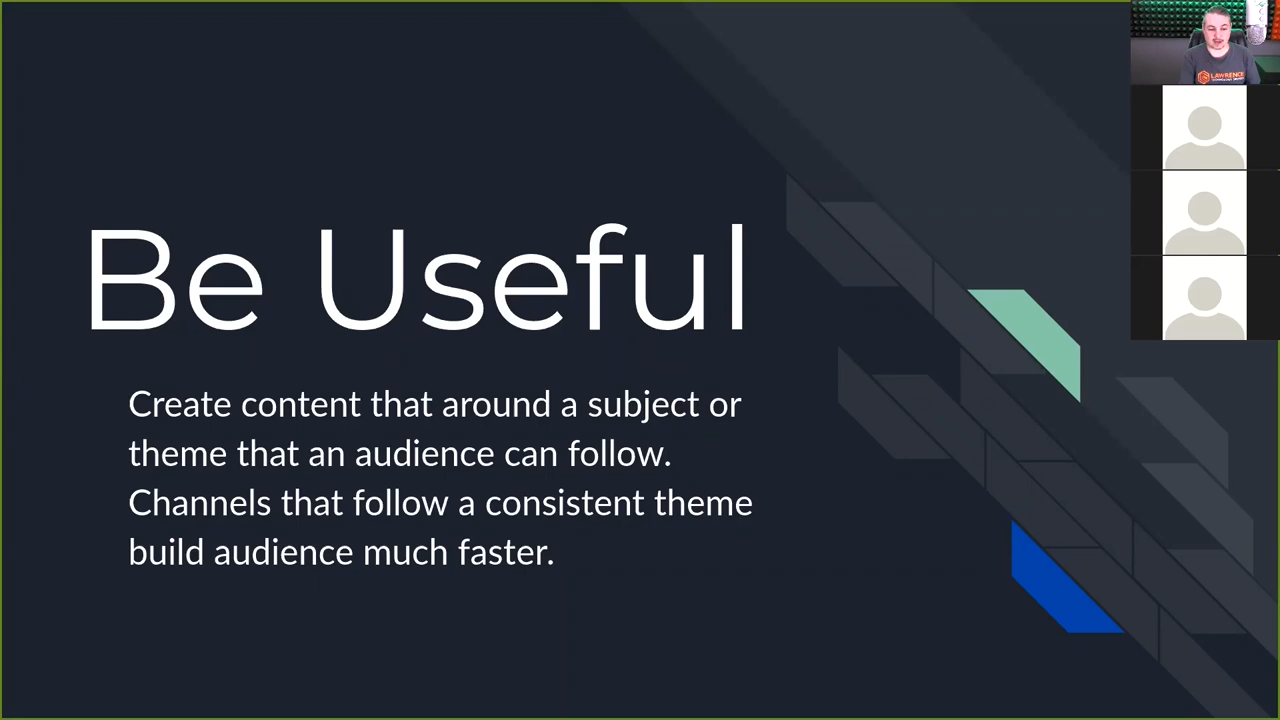 Be Useful
Create content that around a subject or
theme that an audience can follow.
Channels that follow a consistent theme
build audience much faster.
LAWRENCE